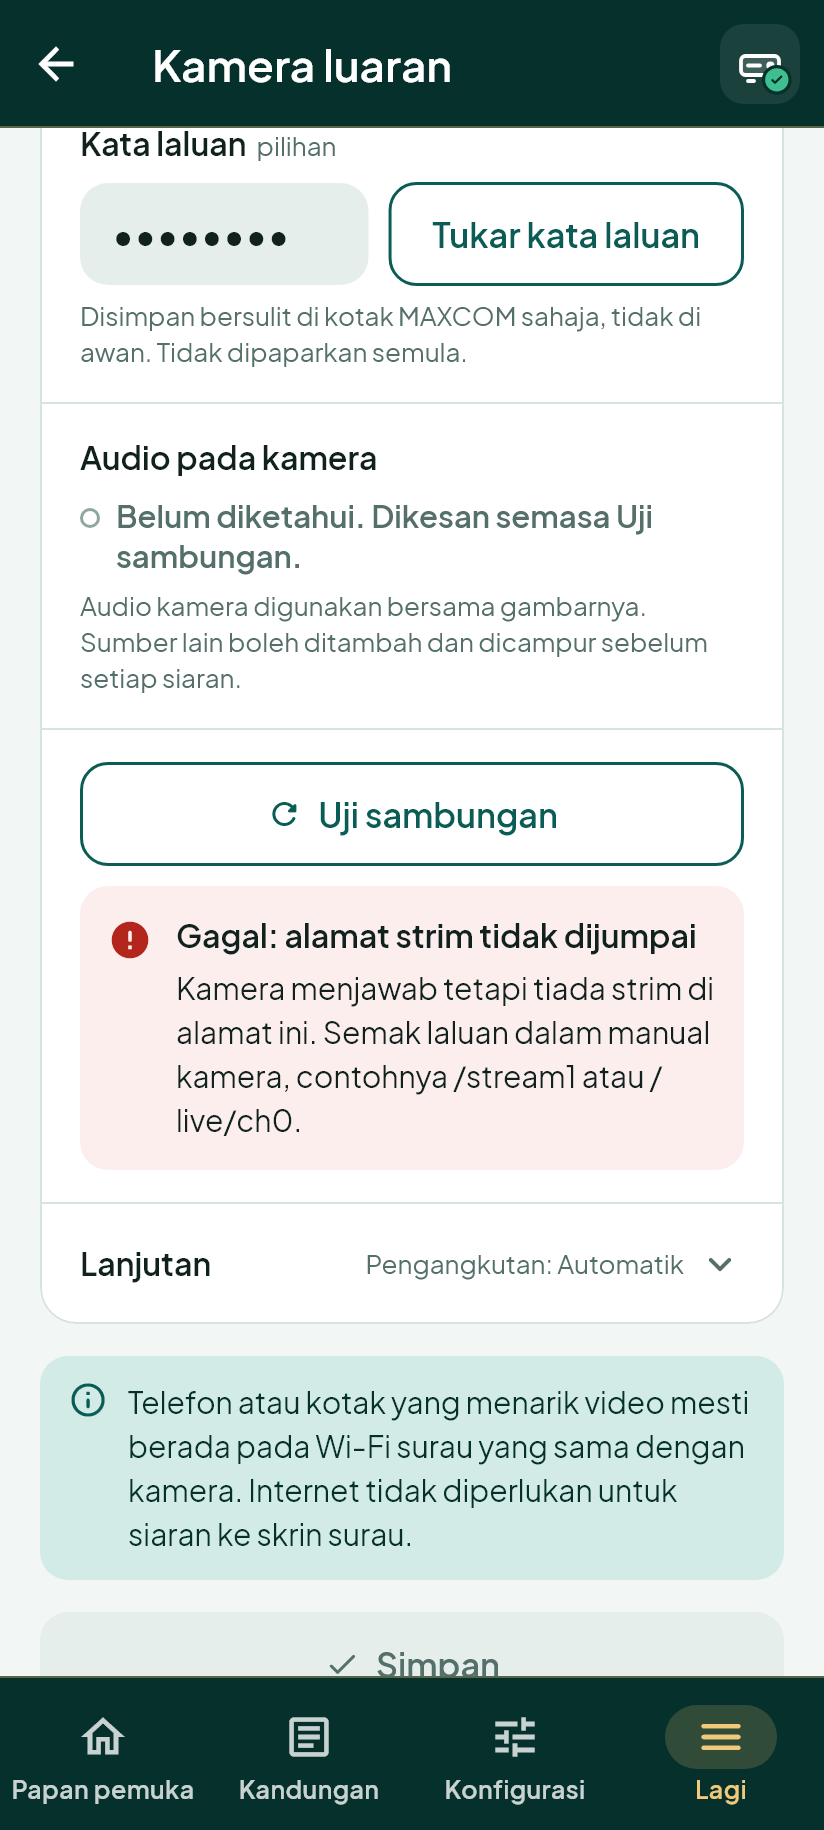 Kamera luaran
Kata laluan pilihan
••••••••
Tukar kata laluan
Disimpan bersulit di kotak MAXCOM sahaja, tidak di
awan. Tidak dipaparkan semula.
Audio pada kamera
Belum diketahui. Dikesan semasa Uji
sambungan.
Audio kamera digunakan bersama gambarnya.
Sumber lain boleh ditambah dan dicampur sebelum
setiap siaran.
Uji sambungan
Gagal: alamat strim tidak dijumpai
Kamera menjawab tetapi tiada strim di
alamat ini. Semak laluan dalam manual
kamera, contohnya /stream1 atau /
live/ch0.
Lanjutan
Pengangkutan: Automatik
Telefon atau kotak yang menarik video mesti
berada pada Wi-Fi surau yang sama dengan
kamera. Internet tidak diperlukan untuk
siaran ke skrin surau.
Simpan
Papan pemuka
Kandungan
Konfigurasi
Lagi